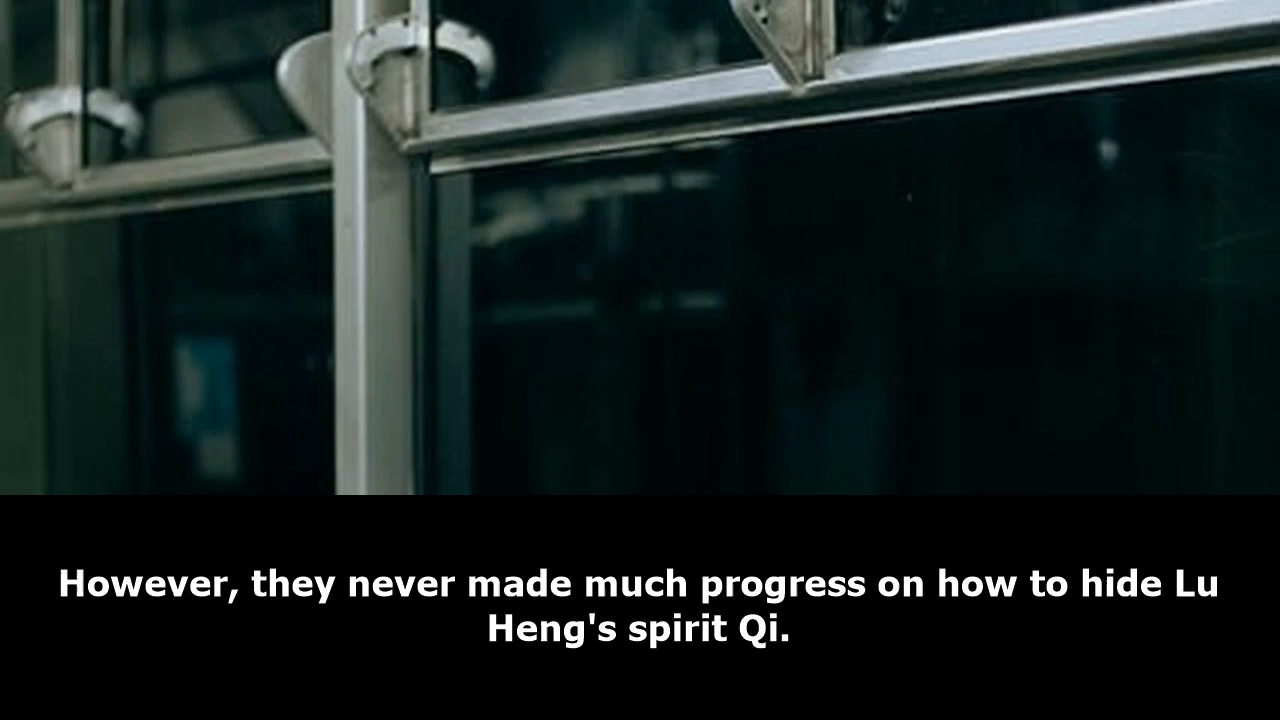 However, they never made much progress on how to hide Lu
Heng's spirit Qi.